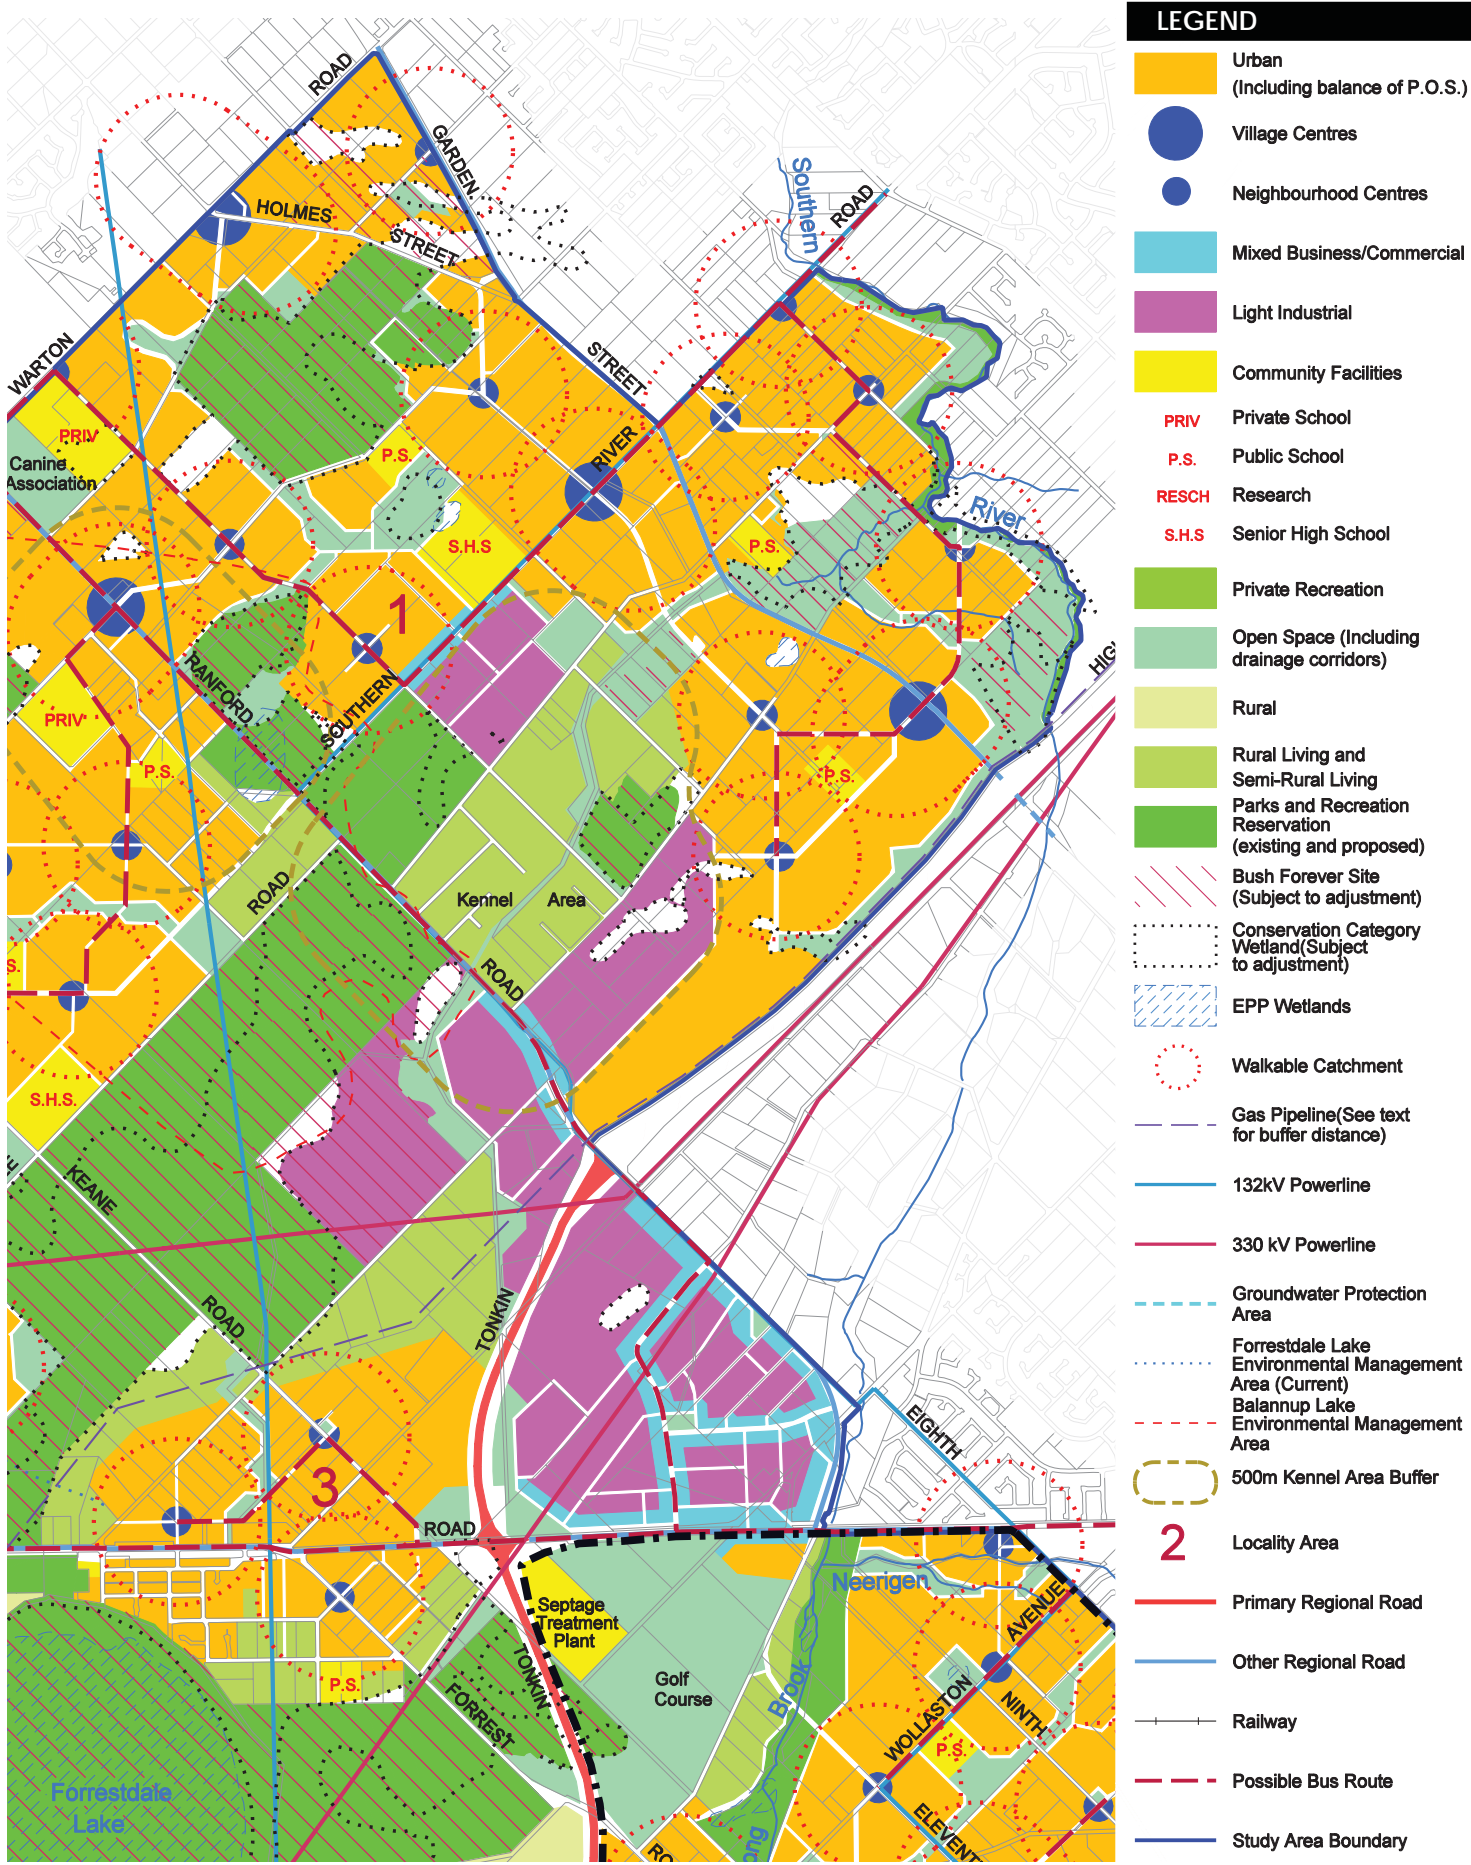 ROAD
GARDEN
HOLMES
STREET
Southern
ROAD
WARTON
STREET
PRIV
Canine
Association
P.S.
RIVER
S.H.S
River
P.S.
1
RANFORD
SOUTHERN
HIG
PRIV
P.S.
P.S.
ROAD
Kennel Area
S.
ROAD
S.H.S.
KEANE
ROAD
TONKIN
EIGHTH
3
ROAD
Neerigen
Septage
Treatment
Plant
AVENUE
P.S.
TONKIN
Golf
Course
Brook
FORREST
WOLLASTON
NINTH
P.S.
Forrestdale
Lake
ELEVENT
ong
RO
LEGEND
Urban
(Including balance of P.O.S.)
Village Centres
Neighbourhood Centres
Mixed Business/Commercial
Light Industrial
Community Facilities
PRIV Private School
P.S. Public School
RESCH Research
S.H.S Senior High School
Private Recreation
Open Space (Including
drainage corridors)
Rural
Rural Living and
Semi-Rural Living
Parks and Recreation
Reservation
(existing and proposed)
Bush Forever Site
(Subject to adjustment)
Conservation Category
Wetland(Subject
to adjustment)
EPP Wetlands
Walkable Catchment
Gas Pipeline(See text
for buffer distance)
132kV Powerline
330 kV Powerline
Groundwater Protection
Area
Forrestdale Lake
Environmental Management
Area (Current)
Balannup Lake
Environmental Management
Area
500m Kennel Area Buffer
2 Locality Area
Primary Regional Road
Other Regional Road
Railway
Possible Bus Route
Study Area Boundary